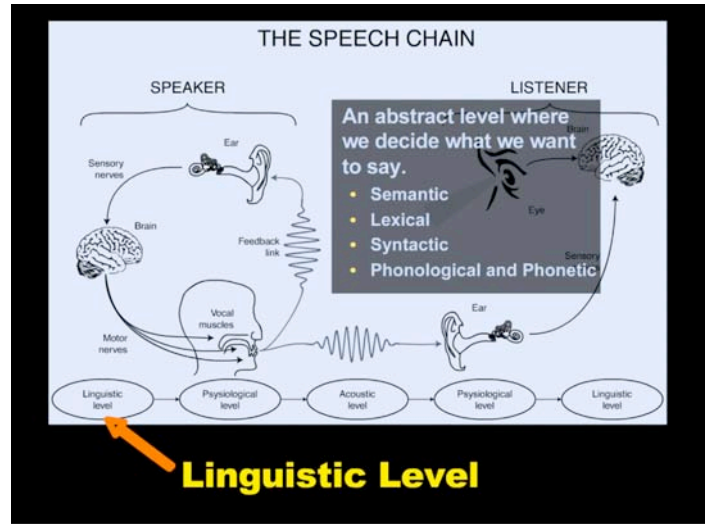 THE SPEECH CHAIN
SPEAKER
LISTENER
An abstract level where
we decide what we want
to say.
• Semantic
• Lexical
• Syntactic
• Phonological and Phonetic
Ear
Sensory
nerves
Brain
Feedback
link
Vocal
muscles
Motor
nerves
Brain
Eye
Sensory
Ear
Linguistic
level
Psysiological
level
Acoustic
level
Psysiological
level
Linguistic
level
Linguistic Level